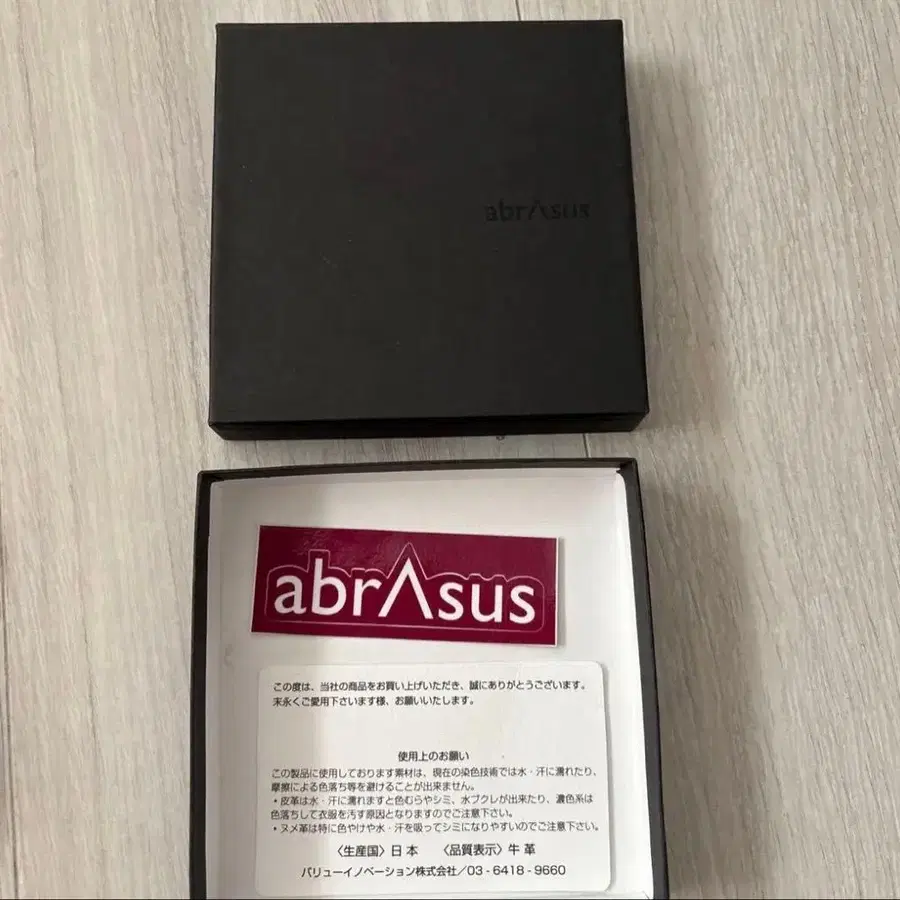 abrΛsus
abrΛsus
この度は、当社の商品をお買い上げいただき、誠にありがとうございます。
末永くご愛用下さいます様、お願いいたします。
使用上のお願い
この製品に使用しております素材は、現在の染色技術では水・汗に濡れたり、
摩擦による色落ち等を避けることが出来ません。
・皮革は水・汗に濡れますと色むらやシミ、水ブクレが出来たり、濃色系は
色落ちして衣服を汚す原因となりますのでご注意下さい。
・ヌメ革は特に色やけや水・汗を吸ってシミになりやすいのでご注意下さい。
〈生産国〉日本　〈品質表示〉牛革
バリューイノベーション株式会社／03-6418-9660